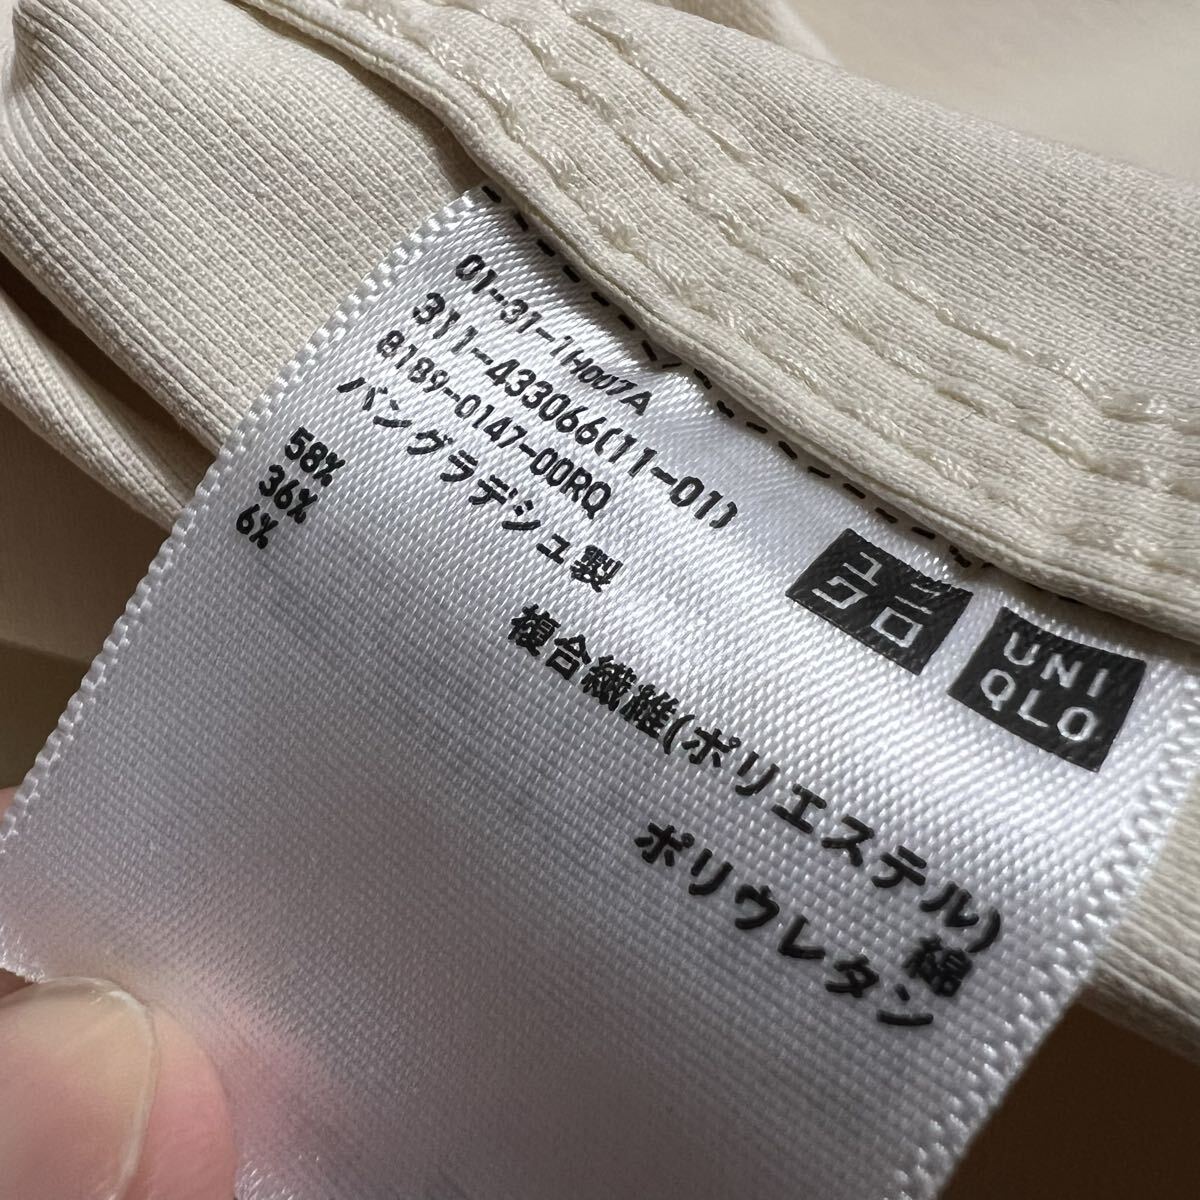 ユニ
クロ
UNI
QLO
01-31-1H007A
311-433066(11-01)
8189-0147-00RQ
バングラデシュ製
複合繊維(ポリエステル) 58%
綿 36%
ポリウレタン 6%